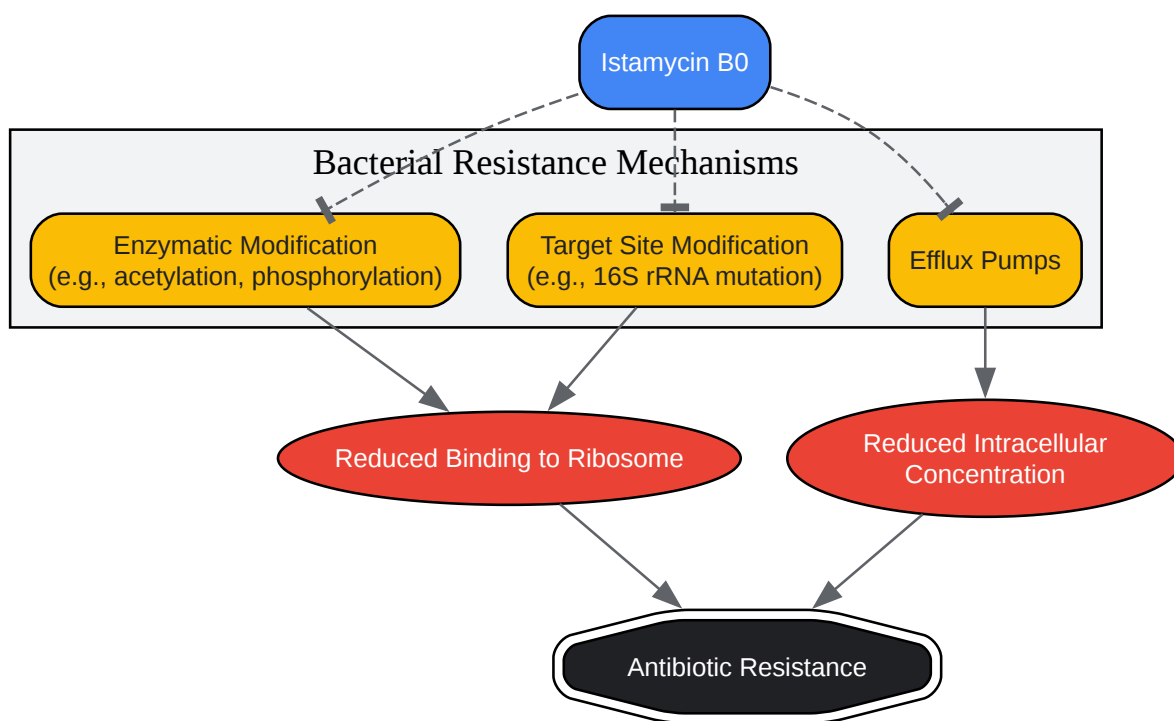 Istamycin B0
Bacterial Resistance Mechanisms
Enzymatic Modification
(e.g., acetylation, phosphorylation)
Target Site Modification
(e.g., 16S rRNA mutation)
Efflux Pumps
Reduced Binding to Ribosome
Reduced Intracellular
Concentration
Antibiotic Resistance